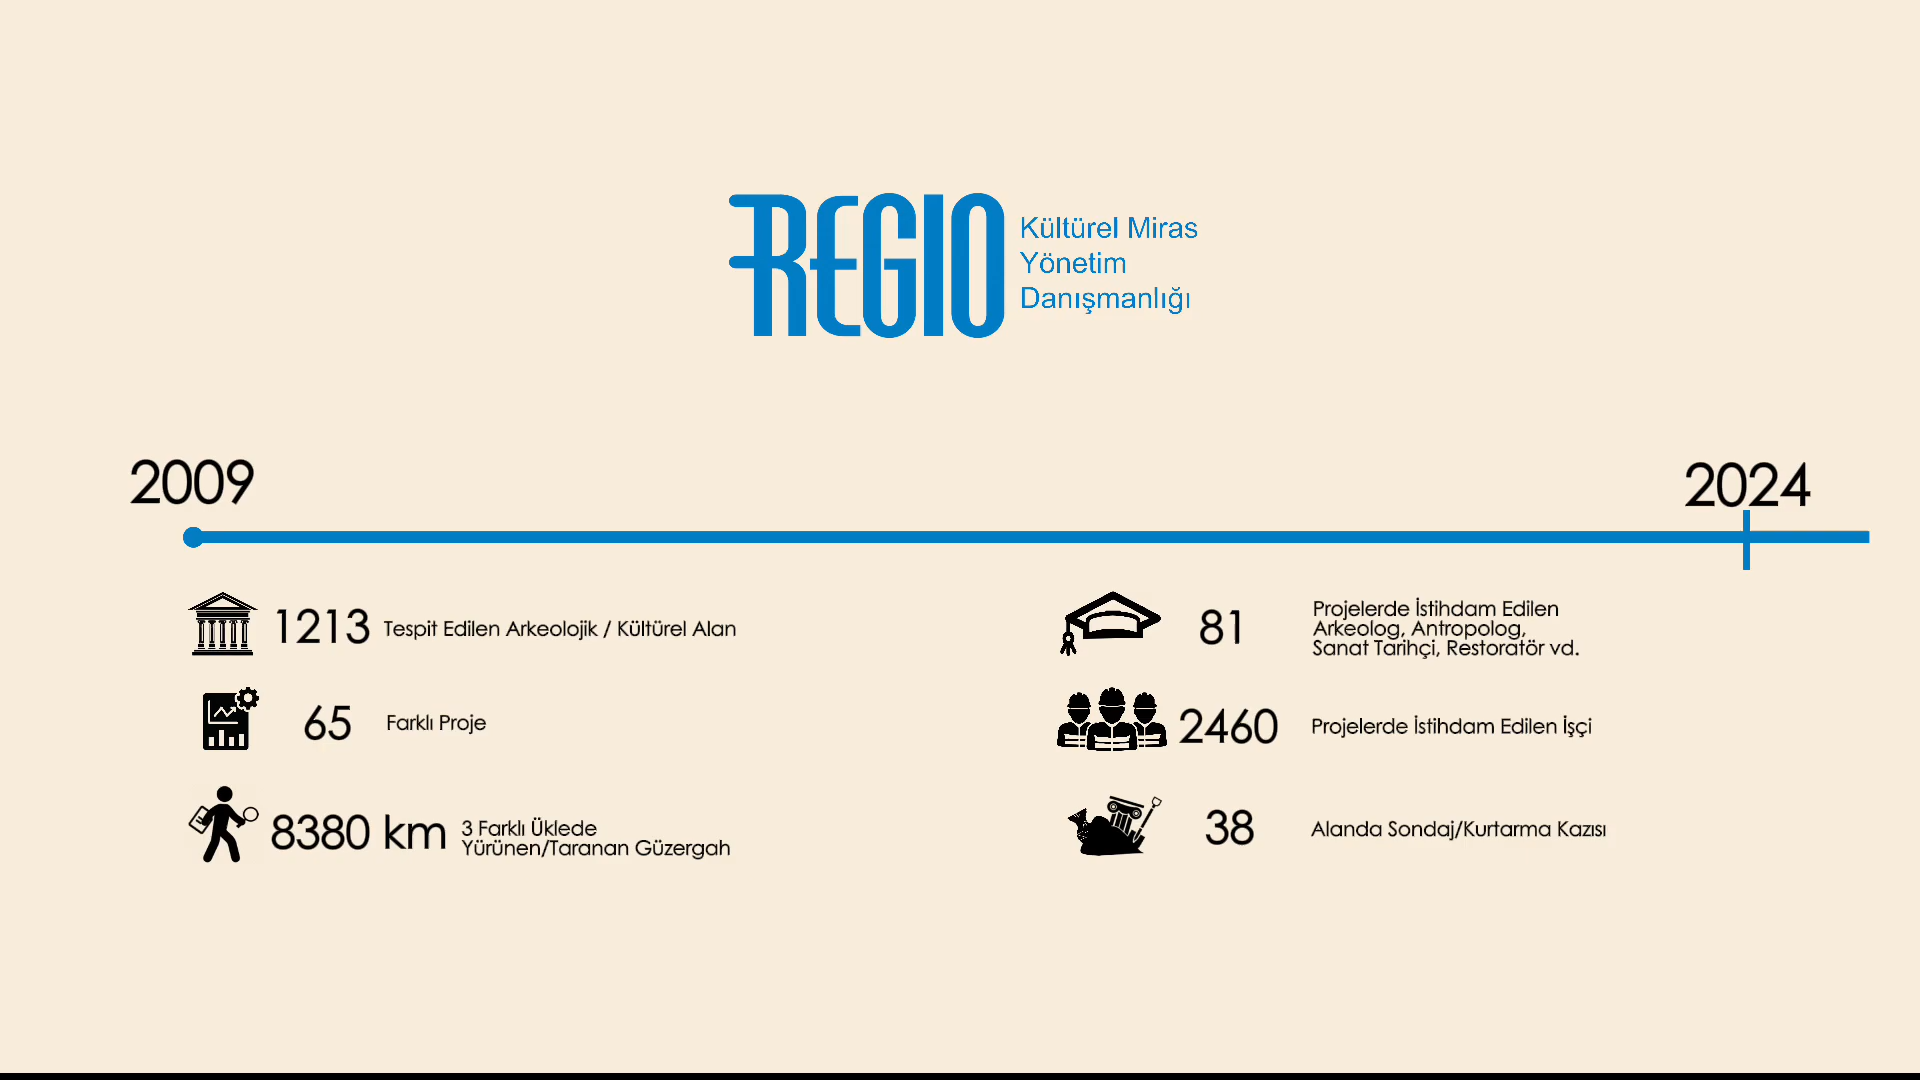 REGIO
Kültürel Miras
Yönetim
Danışmanlığı
2009
2024
1213 Tespit Edilen Arkeolojik / Kültürel Alan
65 Farklı Proje
8380 km 3 Farklı Üklede
Yürünen/Taranan Güzergah
81 Projelerde İstihdam Edilen
Arkeolog, Antropolog,
Sanat Tarihçi, Restoratör vd.
2460 Projelerde İstihdam Edilen İşçi
38 Alanda Sondaj/Kurtarma Kazısı